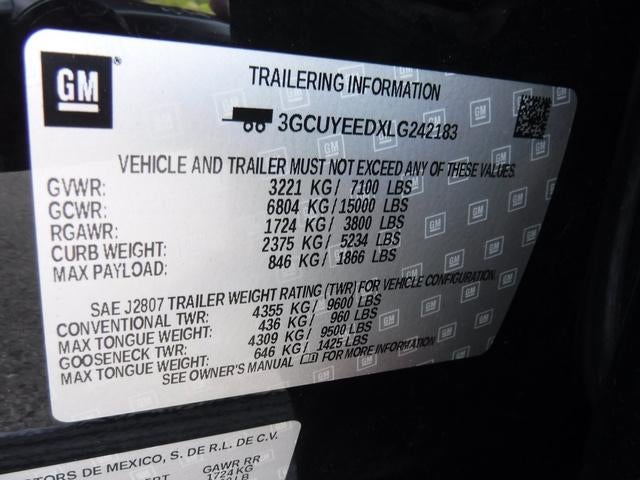 GM
TRAILERING INFORMATION
3GCUYEEDXLG242183
VEHICLE AND TRAILER MUST NOT EXCEED ANY OF THESE VALUES.
GVWR: 3221 KG/ 7100 LBS
GCWR: 6804 KG/15000 LBS
RGAWR: 1724 KG/ 3800 LBS
CURB WEIGHT: 2375 KG/ 5234 LBS
MAX PAYLOAD: 846 KG/ 1866 LBS
SAE J2807 TRAILER WEIGHT RATING (TWR) FOR VEHICLE CONFIGURATION.
CONVENTIONAL TWR: 4355 KG/ 9600 LBS
MAX TONGUE WEIGHT: 436 KG/ 960 LBS
GOOSENECK TWR: 4309 KG/ 9500 LBS
MAX TONGUE WEIGHT: 646 KG/ 1425 LBS
SEE OWNER'S MANUAL FOR MORE INFORMATION
DE MEXICO, S. DE R.L. DE C.V.
GAWR RR
1724 KG